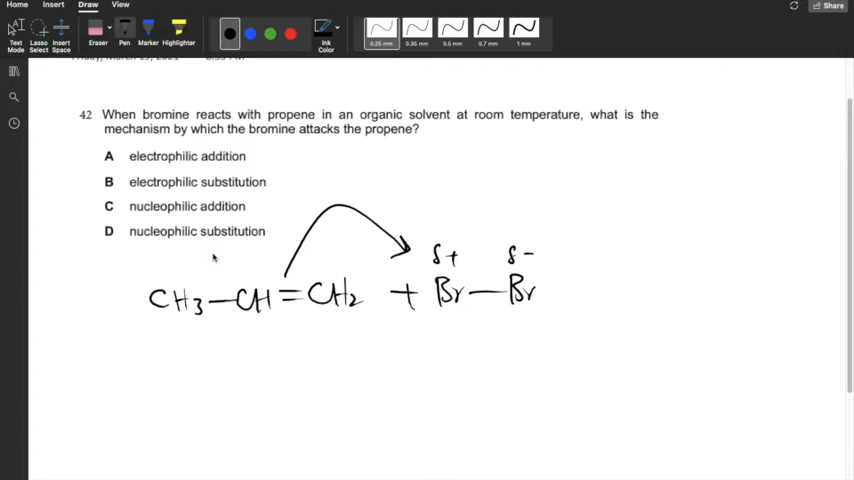 Home Insert Draw View
Share
Text Mode
Lasso Select
Insert Space
Eraser
Pen
Marker
Highlighter
Ink Color
0.25 mm
0.35 mm
0.5 mm
0.7 mm
1 mm
42 When bromine reacts with propene in an organic solvent at room temperature, what is the
mechanism by which the bromine attacks the propene?
A electrophilic addition
B electrophilic substitution
C nucleophilic addition
D nucleophilic substitution
δ+ δ−
CH3—CH=CH2 + Br—Br